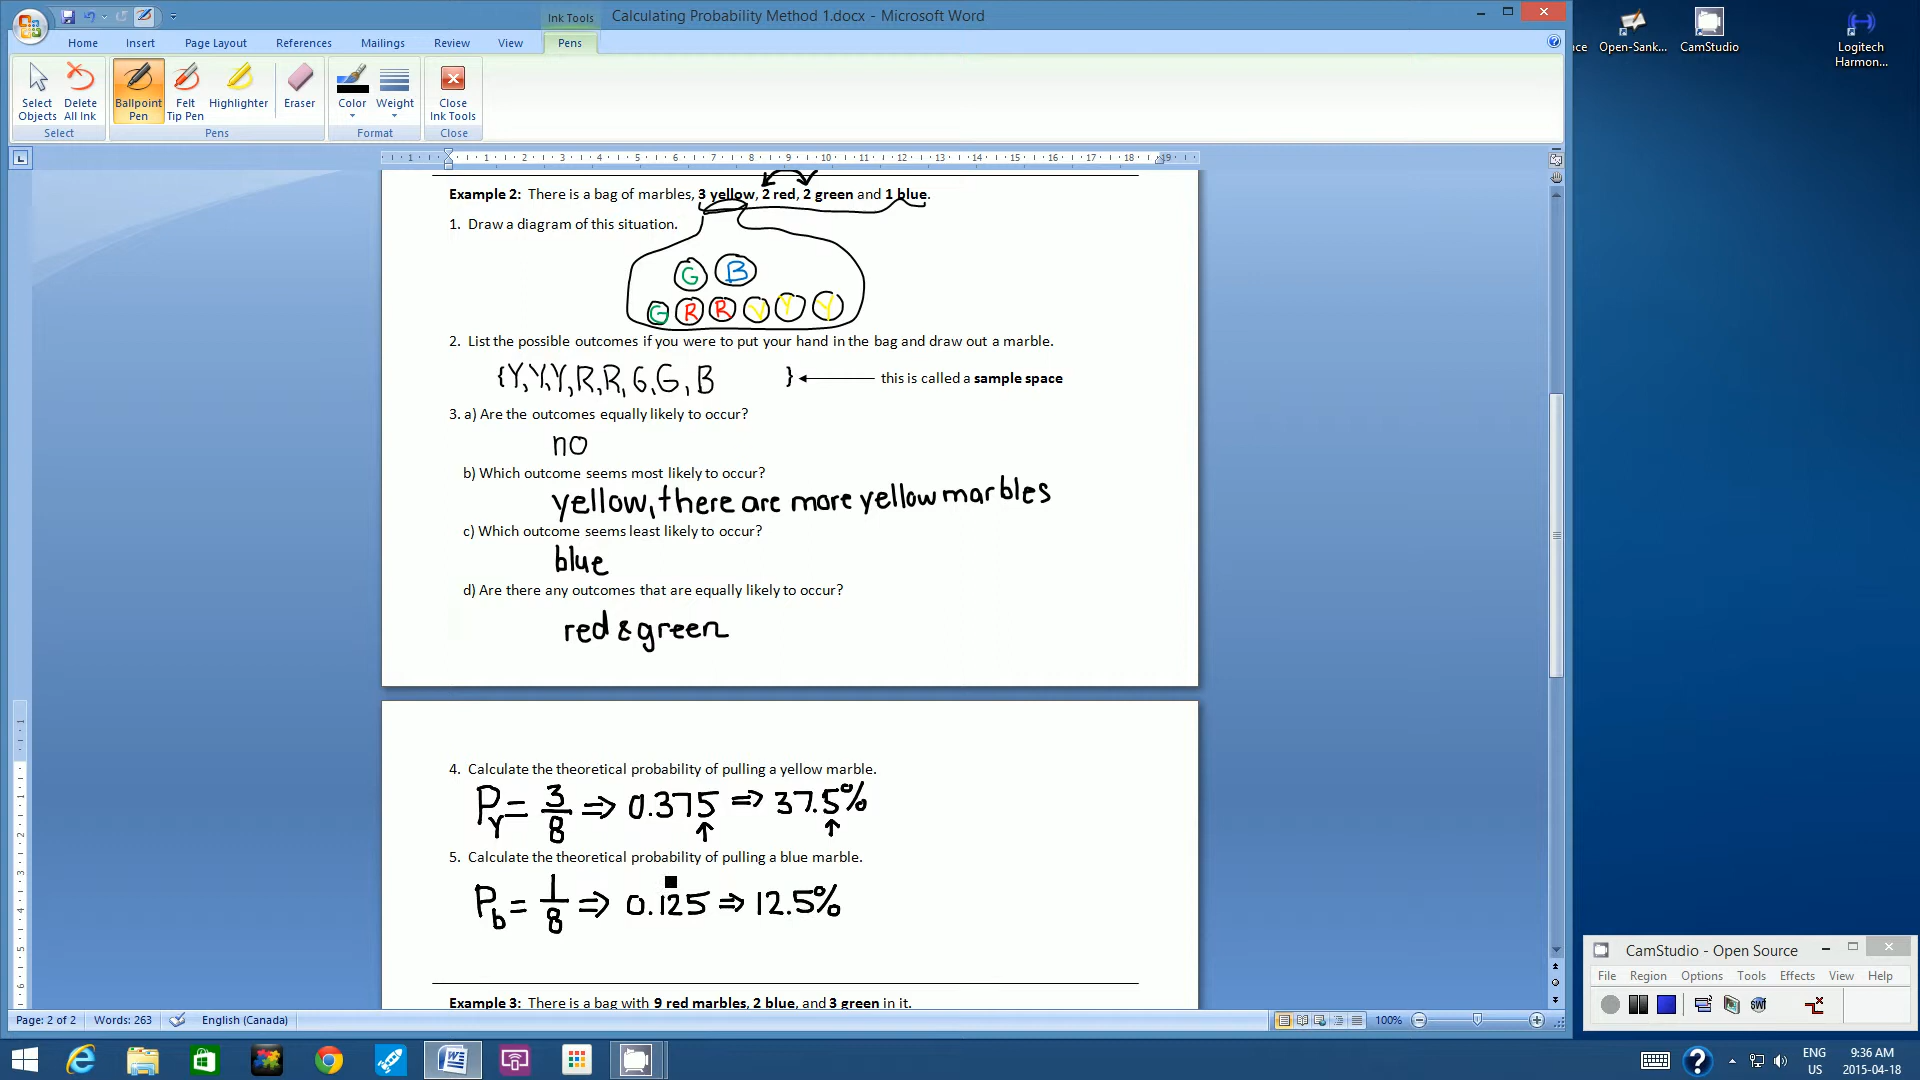 Ink Tools
Calculating Probability Method 1.docx - Microsoft Word
Home Insert Page Layout References Mailings Review View Pens
Select Objects
Delete All Ink
Ballpoint Pen
Felt Tip Pen
Highlighter
Eraser
Color
Weight
Close Ink Tools
Select Pens Format Close
Open-Sank...
CamStudio
Logitech Harmon...
Example 2: There is a bag of marbles, 3 yellow, 2 red, 2 green and 1 blue.
1. Draw a diagram of this situation.
G B
G R R Y Y Y
2. List the possible outcomes if you were to put your hand in the bag and draw out a marble.
{Y,Y,Y,R,R,G,G,B } this is called a sample space
3. a) Are the outcomes equally likely to occur?
no
b) Which outcome seems most likely to occur?
yellow, there are more yellow marbles
c) Which outcome seems least likely to occur?
blue
d) Are there any outcomes that are equally likely to occur?
red & green
4. Calculate the theoretical probability of pulling a yellow marble.
PY = 3/8 ⇒ 0.375 ⇒ 37.5%
5. Calculate the theoretical probability of pulling a blue marble.
Pb = 1/8 ⇒ 0.125 ⇒ 12.5%
Example 3: There is a bag with 9 red marbles, 2 blue, and 3 green in it.
CamStudio - Open Source
File Region Options Tools Effects View Help
Page: 2 of 2 Words: 263 English (Canada) 100%
ENG US
9:36 AM
2015-04-18